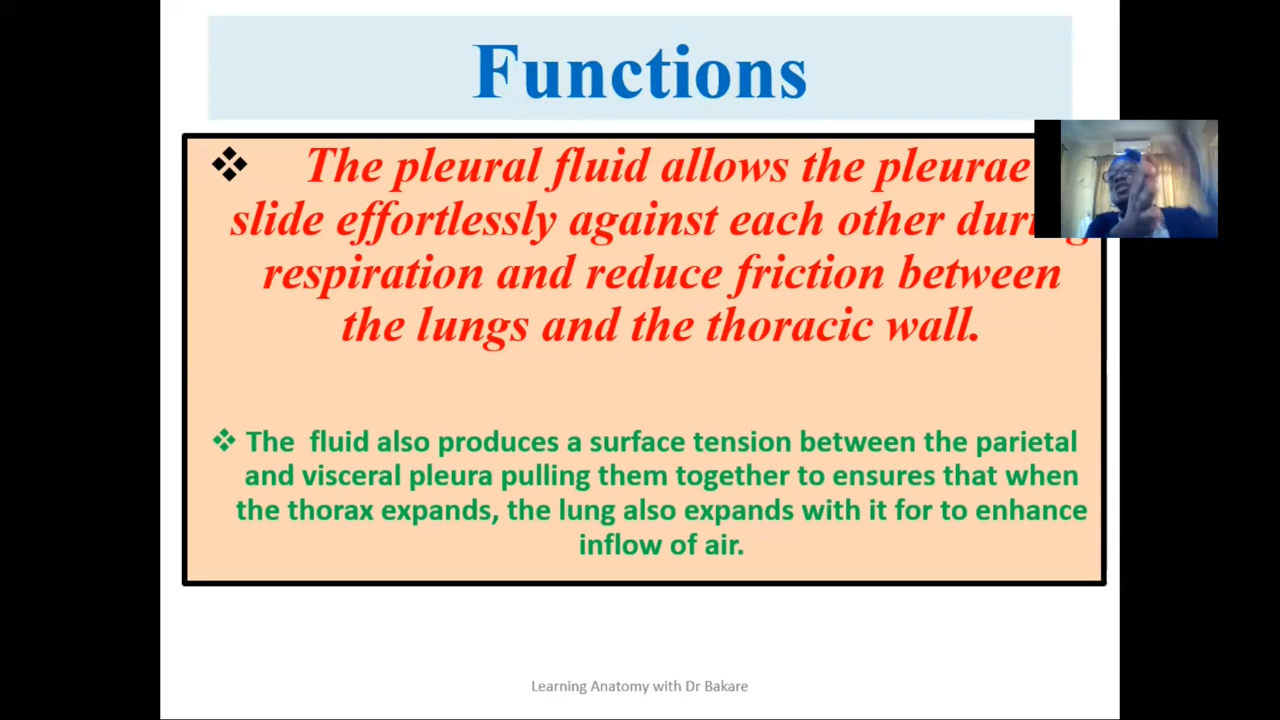 Functions
❖ The pleural fluid allows the pleurae
slide effortlessly against each other during
respiration and reduce friction between
the lungs and the thoracic wall.
❖ The fluid also produces a surface tension between the parietal
and visceral pleura pulling them together to ensures that when
the thorax expands, the lung also expands with it for to enhance
inflow of air.
Learning Anatomy with Dr Bakare